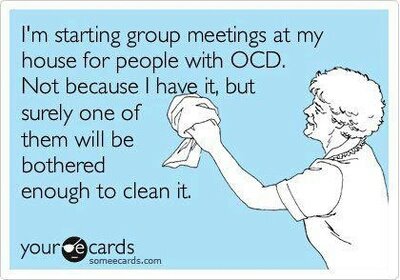 I'm starting group meetings at my
house for people with OCD.
Not because I have it, but
surely one of
them will be
bothered
enough to clean it.
your e cards
someecards.com